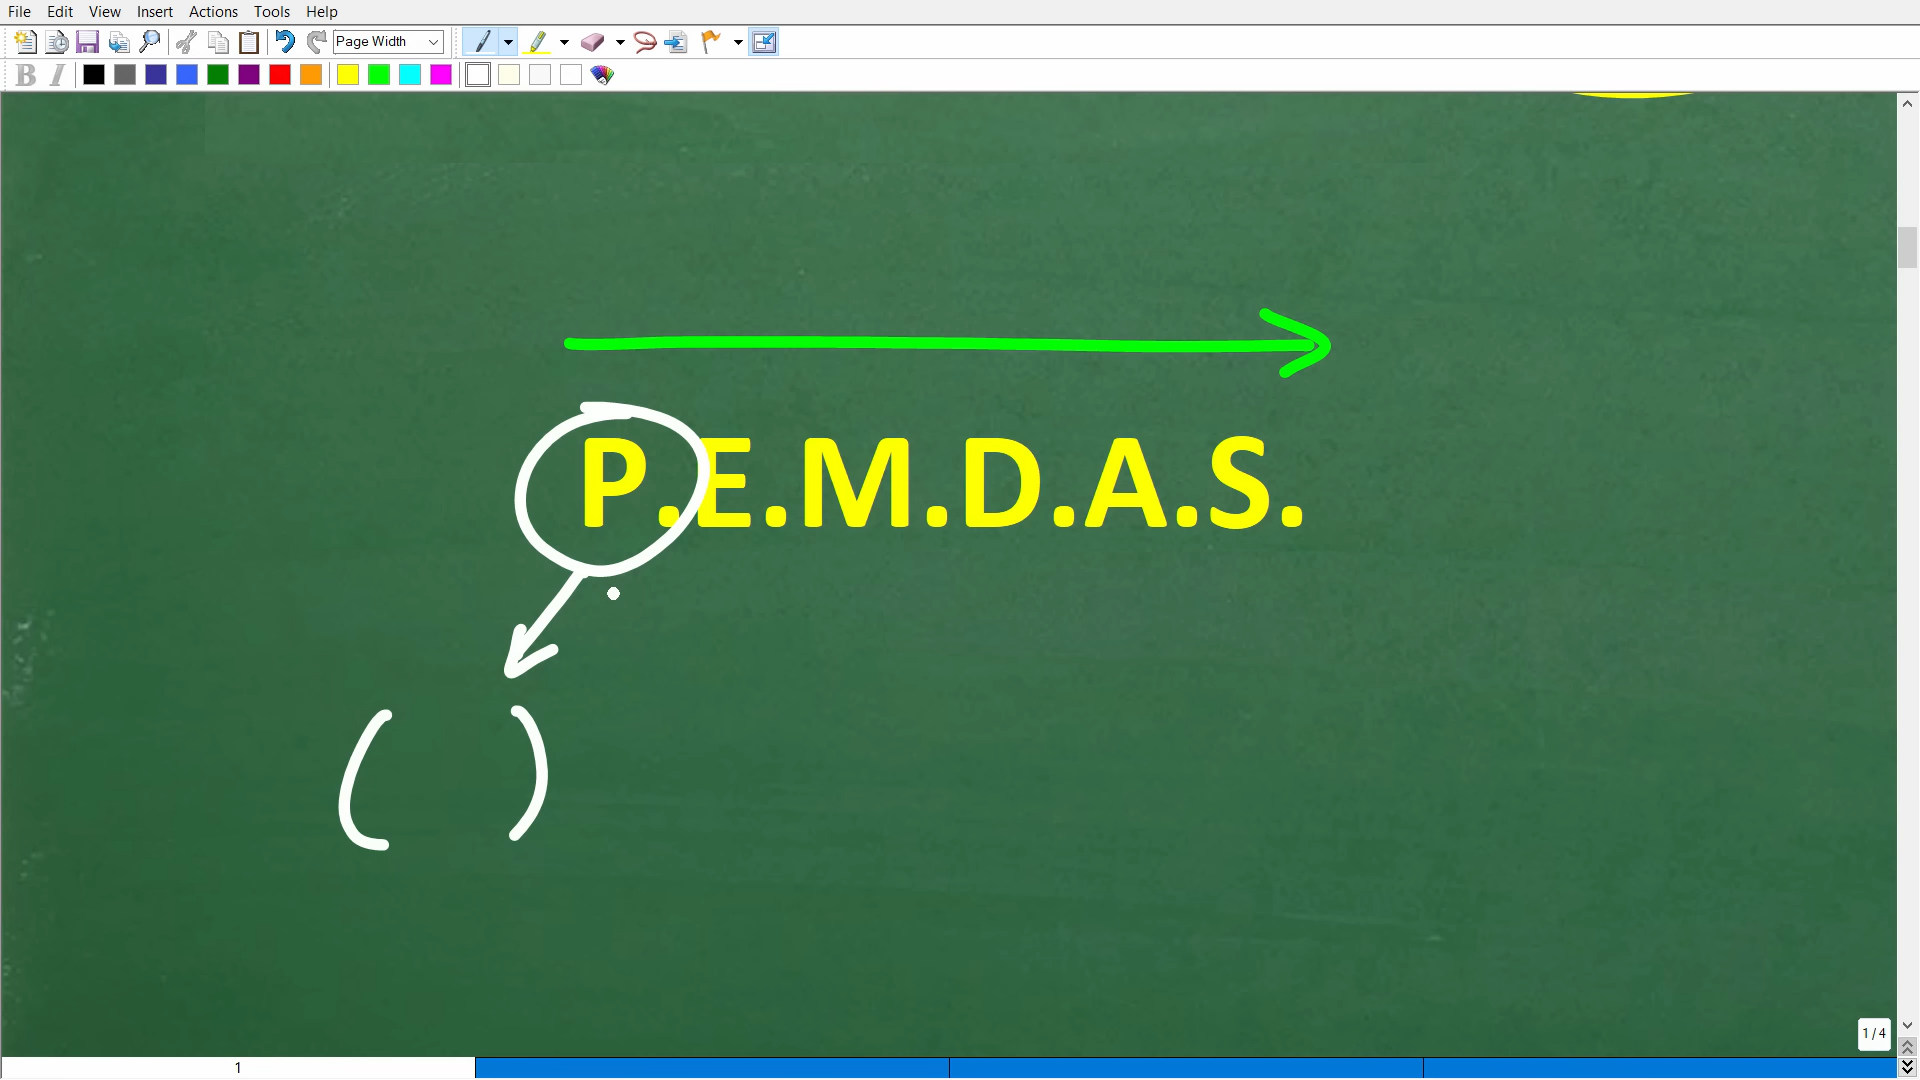 File Edit View Insert Actions Tools Help
Page Width
B I
P.E.M.D.A.S.
( )
1 / 4
1